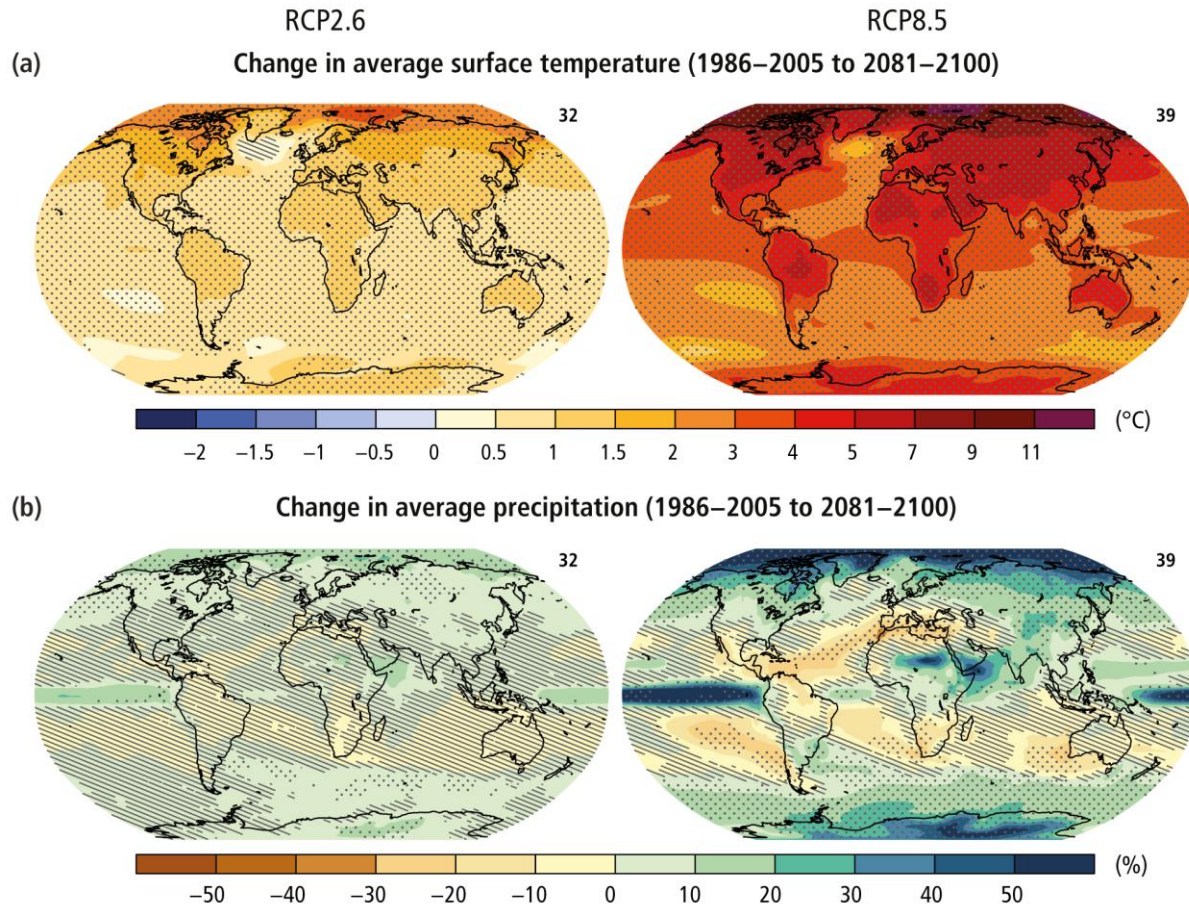 RCP2.6 RCP8.5
(a) Change in average surface temperature (1986–2005 to 2081–2100)
32 39
−2 −1.5 −1 −0.5 0 0.5 1 1.5 2 3 4 5 7 9 11 (°C)
(b) Change in average precipitation (1986–2005 to 2081–2100)
32 39
−50 −40 −30 −20 −10 0 10 20 30 40 50 (%)